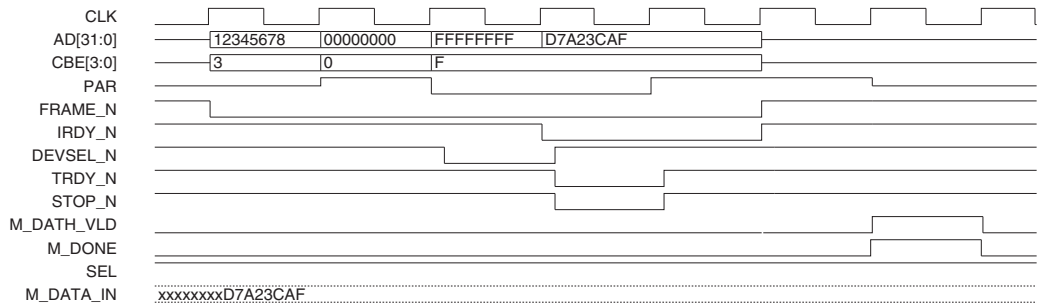 CLK
AD[31:0] 12345678 00000000 FFFFFFFF D7A23CAF
CBE[3:0] 3 0 F
PAR
FRAME_N
IRDY_N
DEVSEL_N
TRDY_N
STOP_N
M_DATH_VLD
M_DONE
SEL
M_DATA_IN xxxxxxxxD7A23CAF